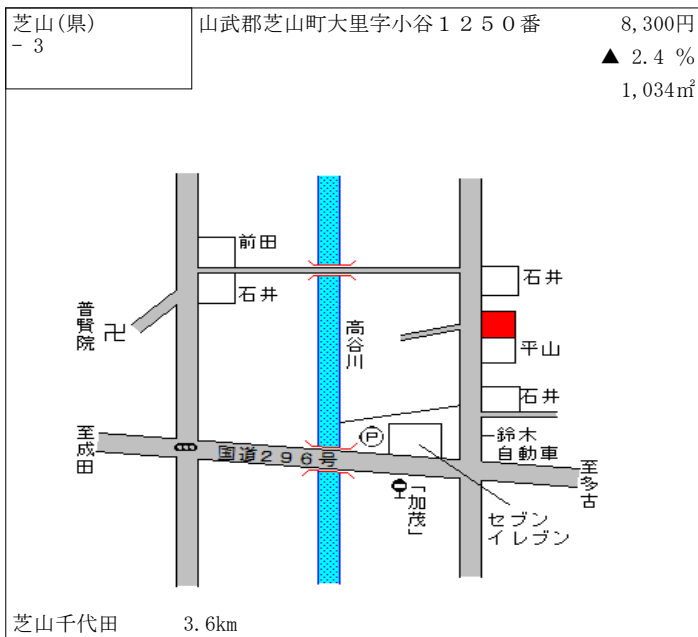 芝山(県)
- 3
山武郡芝山町大里字小谷１２５０番
8,300円
▲ 2.4 %
1,034㎡
前田
石井
石井
普賢院
卍
高谷川
平山
石井
至成田
国道２９６号
P
鈴木
自動車
「加茂」
至多古
セブン
イレブン
芝山千代田
3.6km